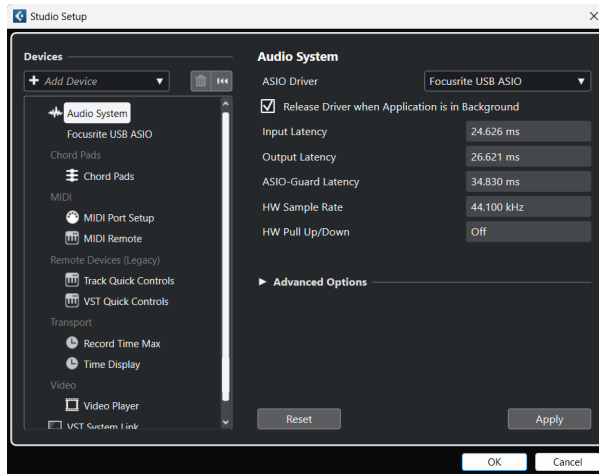 Studio Setup
Devices
+ Add Device
Audio System
Focusrite USB ASIO
Chord Pads
Chord Pads
MIDI
MIDI Port Setup
MIDI Remote
Remote Devices (Legacy)
Track Quick Controls
VST Quick Controls
Transport
Record Time Max
Time Display
Video
Video Player
VST System Link
Audio System
ASIO Driver Focusrite USB ASIO
Release Driver when Application is in Background
Input Latency 24.626 ms
Output Latency 26.621 ms
ASIO-Guard Latency 34.830 ms
HW Sample Rate 44.100 kHz
HW Pull Up/Down Off
Advanced Options
Reset Apply
OK Cancel